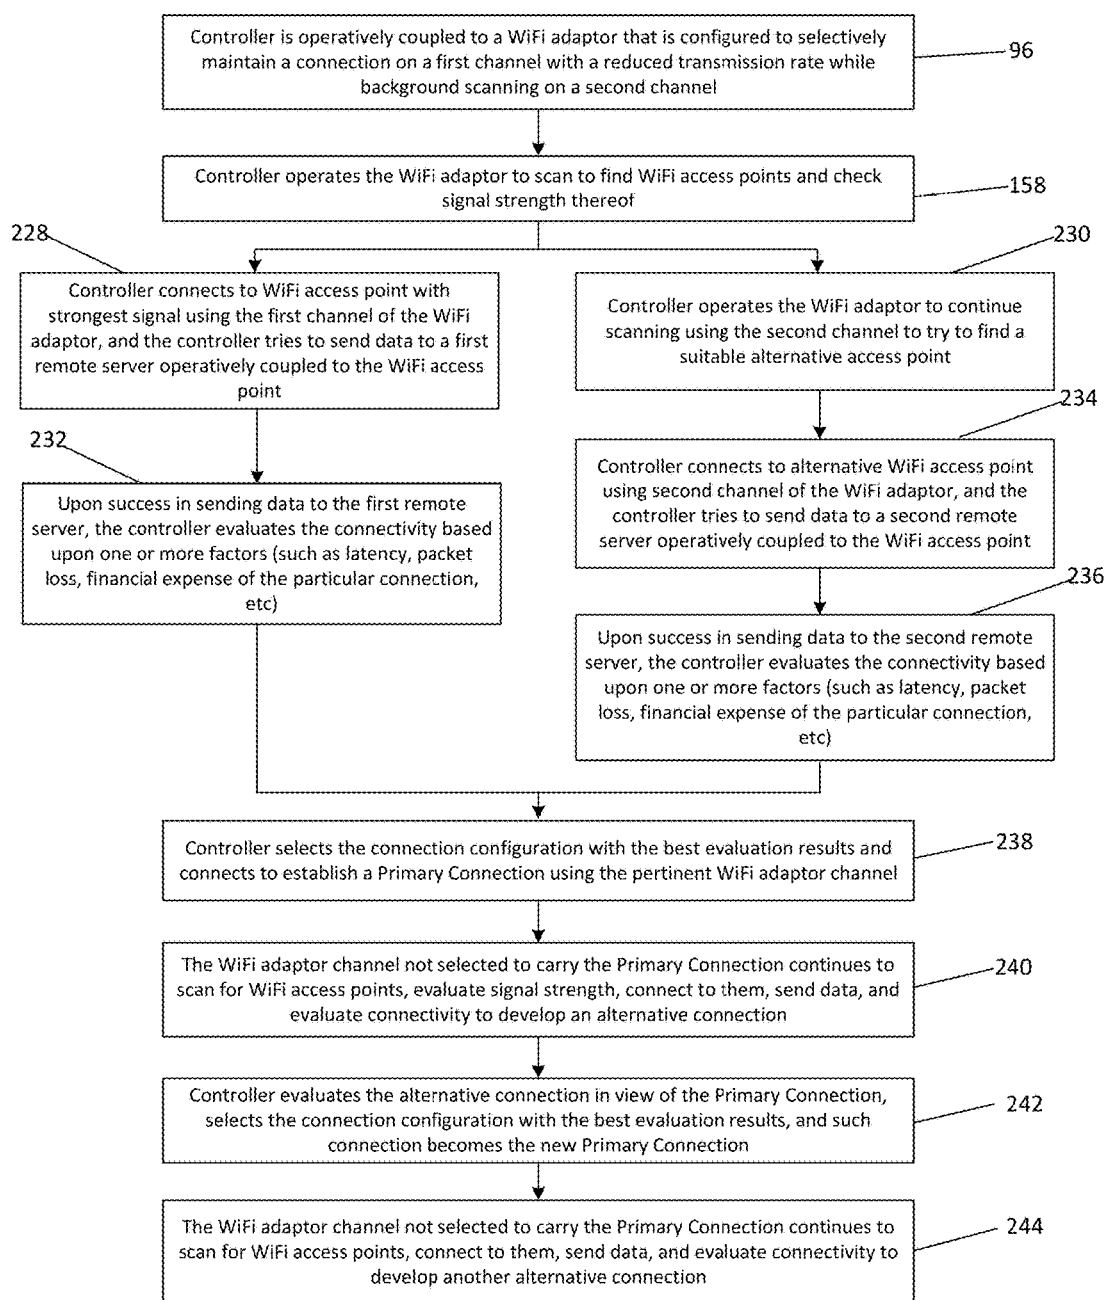 Controller is operatively coupled to a WiFi adaptor that is configured to selectively
maintain a connection on a first channel with a reduced transmission rate while
background scanning on a second channel
96
Controller operates the WiFi adaptor to scan to find WiFi access points and check
signal strength thereof
158
228
Controller connects to WiFi access point with
strongest signal using the first channel of the WiFi
adaptor, and the controller tries to send data to a first
remote server operatively coupled to the WiFi access
point
230
Controller operates the WiFi adaptor to continue
scanning using the second channel to try to find a
suitable alternative access point
232
Upon success in sending data to the first remote
server, the controller evaluates the connectivity based
upon one or more factors (such as latency, packet
loss, financial expense of the particular connection,
etc)
234
Controller connects to alternative WiFi access point
using second channel of the WiFi adaptor, and the
controller tries to send data to a second remote
server operatively coupled to the WiFi access point
236
Upon success in sending data to the second remote
server, the controller evaluates the connectivity based
upon one or more factors (such as latency, packet
loss, financial expense of the particular connection,
etc)
Controller selects the connection configuration with the best evaluation results and
connects to establish a Primary Connection using the pertinent WiFi adaptor channel
238
The WiFi adaptor channel not selected to carry the Primary Connection continues to
scan for WiFi access points, evaluate signal strength, connect to them, send data, and
evaluate connectivity to develop an alternative connection
240
Controller evaluates the alternative connection in view of the Primary Connection,
selects the connection configuration with the best evaluation results, and such
connection becomes the new Primary Connection
242
The WiFi adaptor channel not selected to carry the Primary Connection continues to
scan for WiFi access points, connect to them, send data, and evaluate connectivity to
develop another alternative connection
244